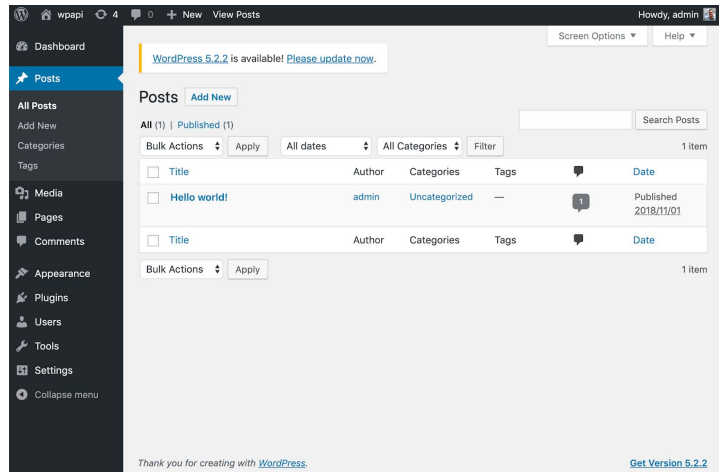 wpapi 4 0 + New View Posts Howdy, admin
Screen Options ▼ Help ▼
WordPress 5.2.2 is available! Please update now.
Dashboard
Posts
All Posts
Add New
Categories
Tags
Media
Pages
Comments
Appearance
Plugins
Users
Tools
Settings
Collapse menu
Posts Add New
All (1) | Published (1)
Search Posts
Bulk Actions Apply All dates All Categories Filter 1 item
Title Author Categories Tags Date
Hello world! admin Uncategorized — 1 Published
2018/11/01
Title Author Categories Tags Date
Bulk Actions Apply 1 item
Thank you for creating with WordPress. Get Version 5.2.2